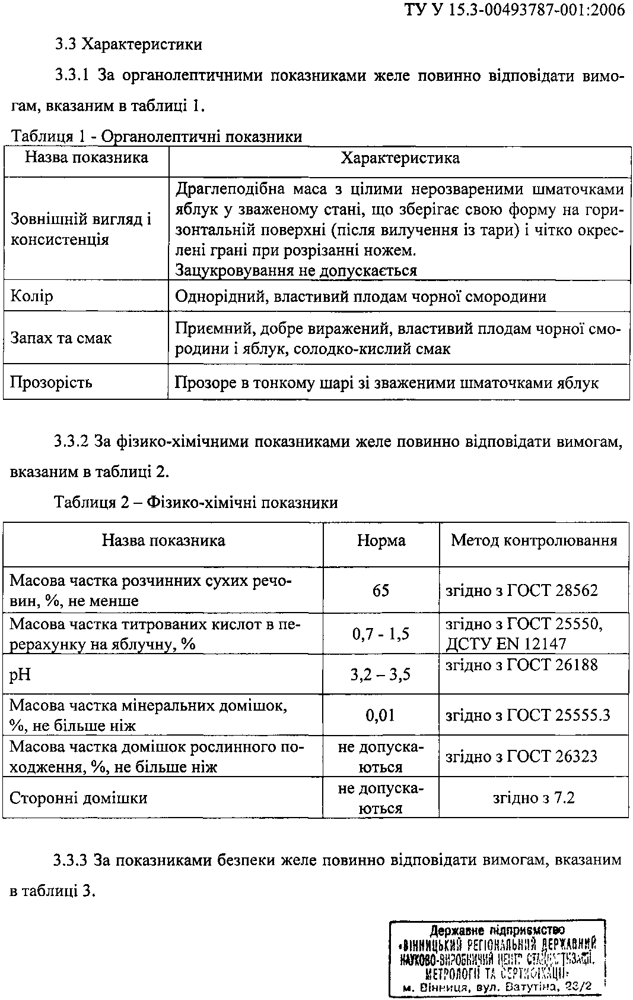 ТУ У 15.3-00493787-001:2006
3.3 Характеристики
3.3.1 За органолептичними показниками желе повинно відповідати вимо-
гам, вказаним в таблиці 1.
Таблиця 1 - Органолептичні показники
Назва показника Характеристика
Зовнішній вигляд і
консистенція
Драглеподібна маса з цілими нерозвареними шматочками
яблук у зваженому стані, що зберігає свою форму на гори-
зонтальній поверхні (після вилучення із тари) і чітко окрес-
лені грані при розрізанні ножем.
Зацукровування не допускається
Колір Однорідний, властивий плодам чорної смородини
Запах та смак
Приємний, добре виражений, властивий плодам чорної смо-
родини і яблук, солодко-кислий смак
Прозорість Прозоре в тонкому шарі зі зваженими шматочками яблук
3.3.2 За фізико-хімічними показниками желе повинно відповідати вимогам,
вказаним в таблиці 2.
Таблиця 2 – Фізико-хімічні показники
Назва показника Норма Метод контролювання
Масова частка розчинних сухих речо-
вин, %, не менше
65
згідно з ГОСТ 28562
Масова частка титрованих кислот в пе-
рерахунку на яблучну, %
0,7 - 1,5
згідно з ГОСТ 25550,
ДСТУ EN 12147
рН
3,2 – 3,5
згідно з ГОСТ 26188
Масова частка мінеральних домішок,
%, не більше ніж
0,01
згідно з ГОСТ 25555.3
Масова частка домішок рослинного по-
ходження, %, не більше ніж
не допуска-
ються
згідно з ГОСТ 26323
Сторонні домішки
не допуска-
ються
згідно з 7.2
3.3.3 За показниками безпеки желе повинно відповідати вимогам, вказаним
в таблиці 3.
Державне підприємство
«ВІННИЦЬКИЙ РЕГІОНАЛЬНИЙ ДЕРЖАВНИЙ
НАУКОВО-ВИРОБНИЧИЙ ЦЕНТР СТАНДАРТИЗАЦІЇ,
МЕТРОЛОГІЇ ТА СЕРТИФІКАЦІЇ»
м. Вінниця, вул. Ватутіна, 23/2